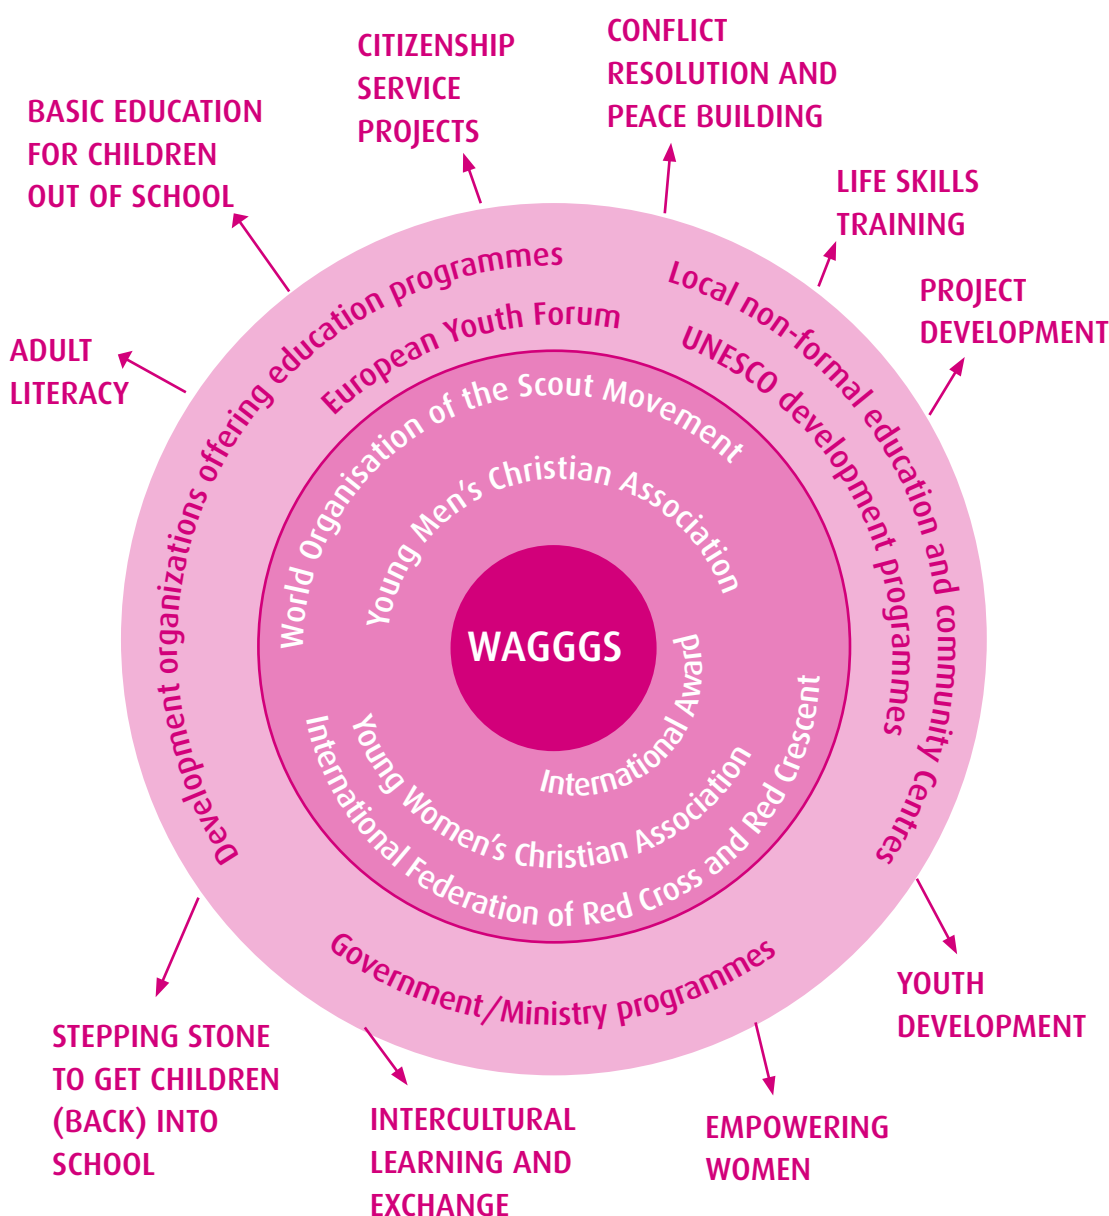 CITIZENSHIP
SERVICE
PROJECTS
CONFLICT
RESOLUTION AND
PEACE BUILDING
BASIC EDUCATION
FOR CHILDREN
OUT OF SCHOOL
LIFE SKILLS
TRAINING
PROJECT
DEVELOPMENT
ADULT
LITERACY
Development organizations offering education programmes
European Youth Forum
Local non-formal education and community Centres
UNESCO development programmes
World Organisation of the Scout Movement
Young Men's Christian Association
WAGGGS
International Award
Young Women's Christian Association
International Federation of Red Cross and Red Crescent
Government/Ministry programmes
YOUTH
DEVELOPMENT
STEPPING STONE
TO GET CHILDREN
(BACK) INTO
SCHOOL
INTERCULTURAL
LEARNING AND
EXCHANGE
EMPOWERING
WOMEN